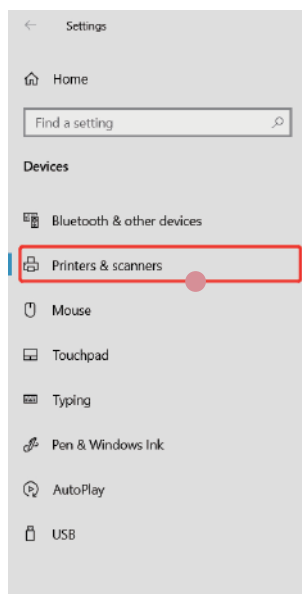 Settings
Home
Find a setting
Devices
Bluetooth & other devices
Printers & scanners
Mouse
Touchpad
Typing
Pen & Windows Ink
AutoPlay
USB